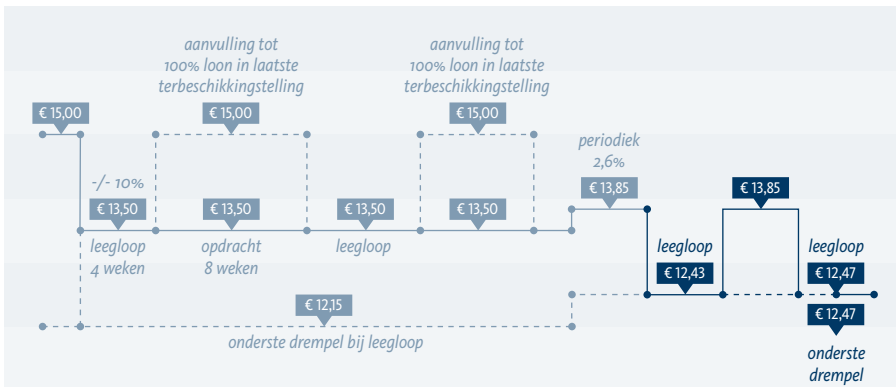 aanvulling tot
100% loon in laatste
terbeschikkingstelling
aanvulling tot
100% loon in laatste
terbeschikkingstelling
€ 15,00
€ 15,00
€ 15,00
periodiek
2,6%
-/- 10%
€ 13,85
€ 13,85
€ 13,50
€ 13,50
€ 13,50
€ 13,50
leegloop
4 weken
opdracht
8 weken
leegloop
leegloop
€ 12,43
leegloop
€ 12,47
€ 12,15
onderste drempel bij leegloop
€ 12,47
onderste
drempel